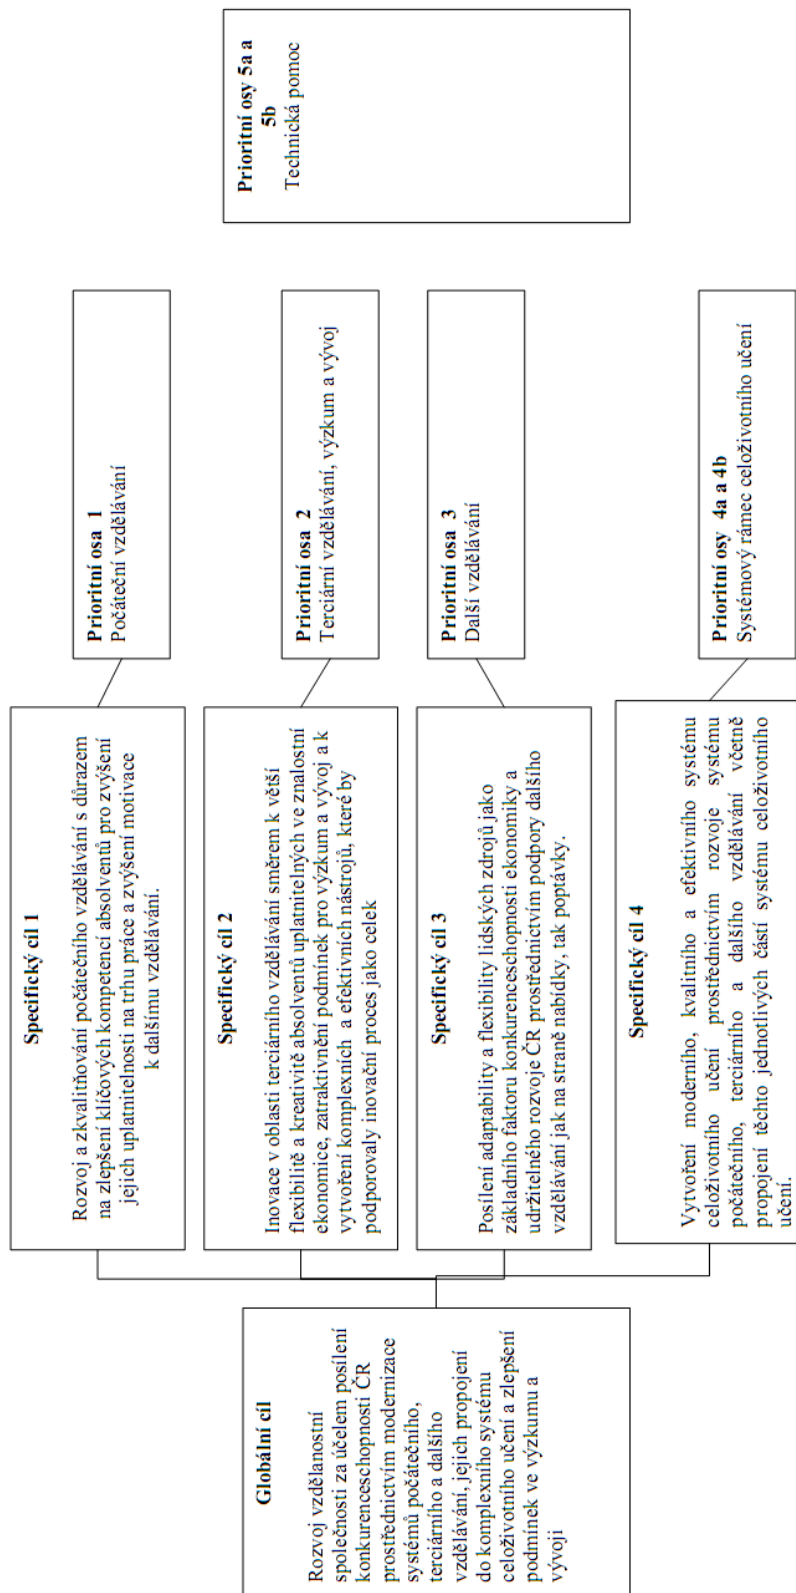 Globální cíl
Rozvoj vzdělanostní
společnosti za účelem posílení
konkurenceschopnosti ČR
prostřednictvím modernizace
systémů počátečního,
terciárního a dalšího
vzdělávání, jejich propojení
do komplexního systému
celoživotního učení a zlepšení
podmínek ve výzkumu a
vývoji
Specifický cíl 1
Rozvoj a zkvalitňování počátečního vzdělávání s důrazem
na zlepšení klíčových kompetencí absolventů pro zvýšení
jejich uplatnitelnosti na trhu práce a zvýšení motivace
k dalšímu vzdělávání.
Specifický cíl 2
Inovace v oblasti terciárního vzdělávání směrem k větší
flexibilitě a kreativitě absolventů uplatnitelných ve znalostní
ekonomice, zatraktivnění podmínek pro výzkum a vývoj a k
vytvoření komplexních a efektivních nástrojů, které by
podporovaly inovační proces jako celek
Specifický cíl 3
Posílení adaptability a flexibility lidských zdrojů jako
základního faktoru konkurenceschopnosti ekonomiky a
udržitelného rozvoje ČR prostřednictvím podpory dalšího
vzdělávání jak na straně nabídky, tak poptávky.
Specifický cíl 4
Vytvoření moderního, kvalitního a efektivního systému
celoživotního učení prostřednictvím rozvoje systému
počátečního, terciárního a dalšího vzdělávání včetně
propojení těchto jednotlivých částí systému celoživotního
učení.
Prioritní osa 1
Počáteční vzdělávání
Prioritní osa 2
Terciární vzdělávání, výzkum a vývoj
Prioritní osa 3
Další vzdělávání
Prioritní osy 4a a 4b
Systémový rámec celoživotního učení
Prioritní osy 5a a
5b
Technická pomoc